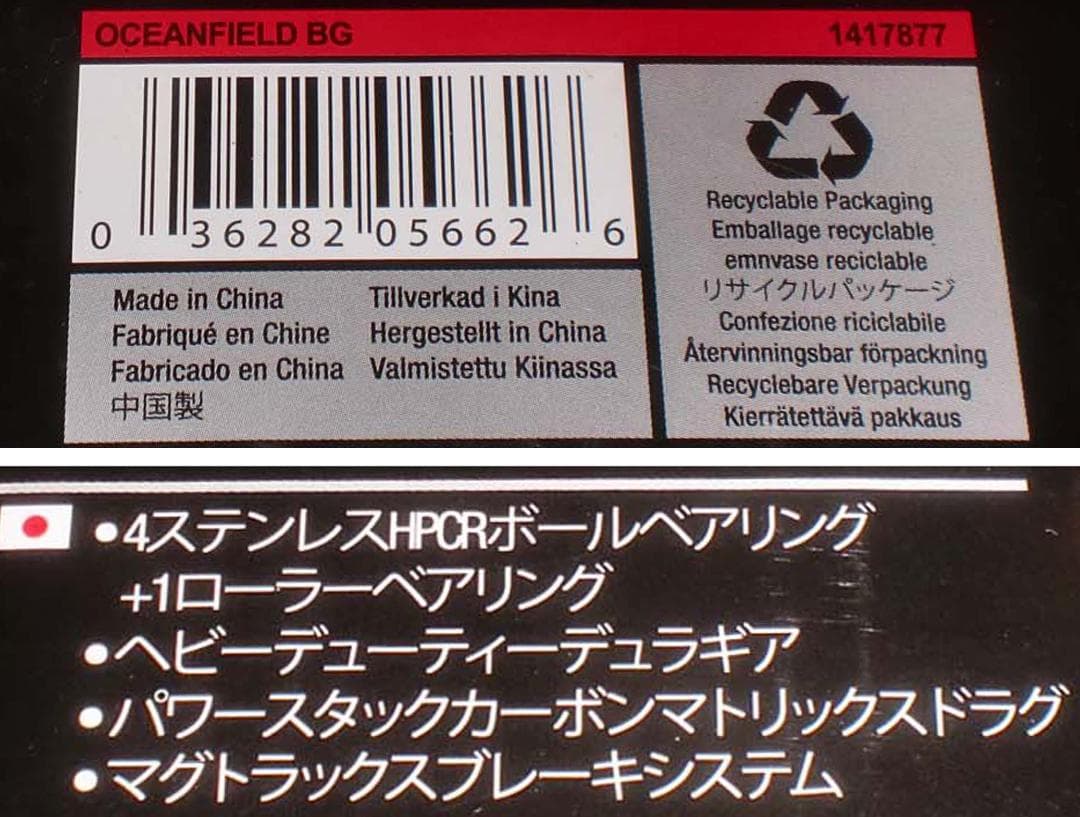 OCEANFIELD BG 1417877
0 36282 05662 6
Made in China
Fabriqué en Chine
Fabricado en China
中国製
Tillverkad i Kina
Hergestellt in China
Valmistettu Kiinassa
Recyclable Packaging
Emballage recyclable
emnvase reciclable
リサイクルパッケージ
Confezione riciclabile
Återvinningsbar förpackning
Recyclebare Verpackung
Kierrätettävä pakkaus
•4ステンレスHPCRボールベアリング
+1ローラーベアリング
•ヘビーデューティーデュラギア
•パワースタックカーボンマトリックスドラグ
•マグトラックスブレーキシステム